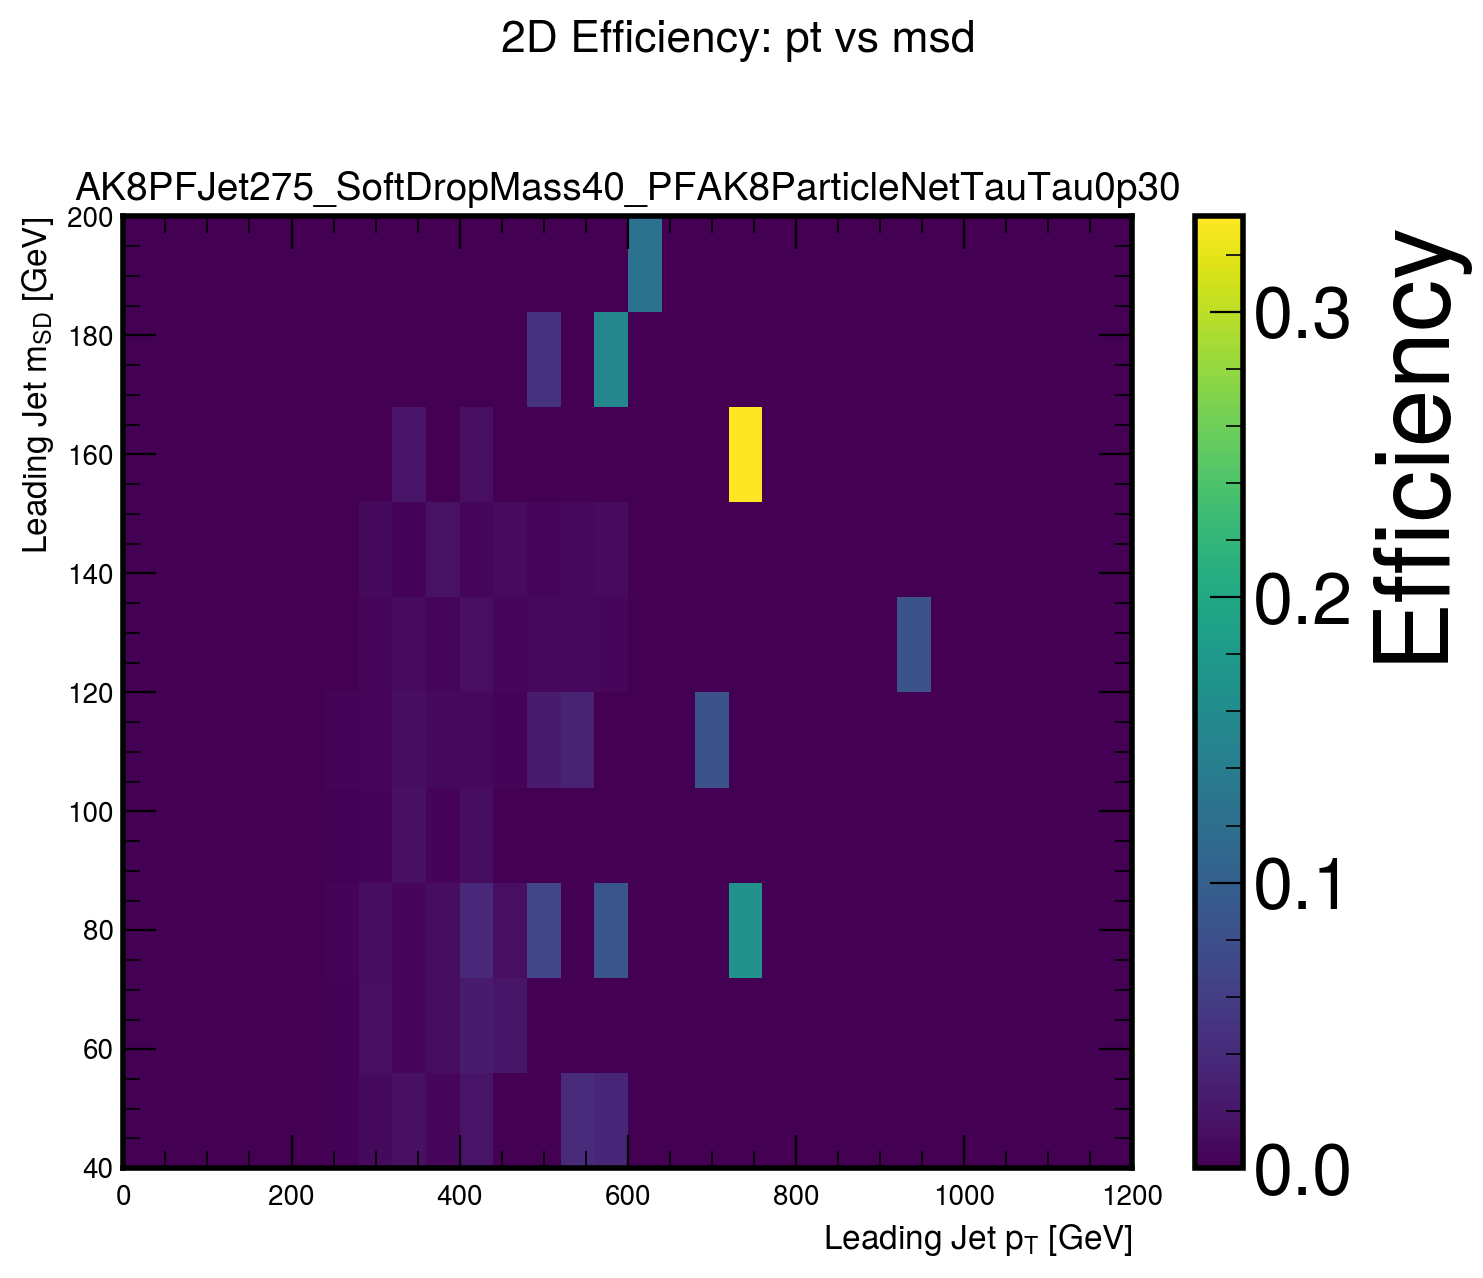 2D Efficiency: pt vs msd
AK8PFJet275_SoftDropMass40_PFAK8ParticleNetTauTau0p30
Leading Jet m_SD [GeV]
200
180
160
140
120
100
80
60
40
0 200 400 600 800 1000 1200
Leading Jet p_T [GeV]
0.3
0.2
0.1
0.0
Efficiency